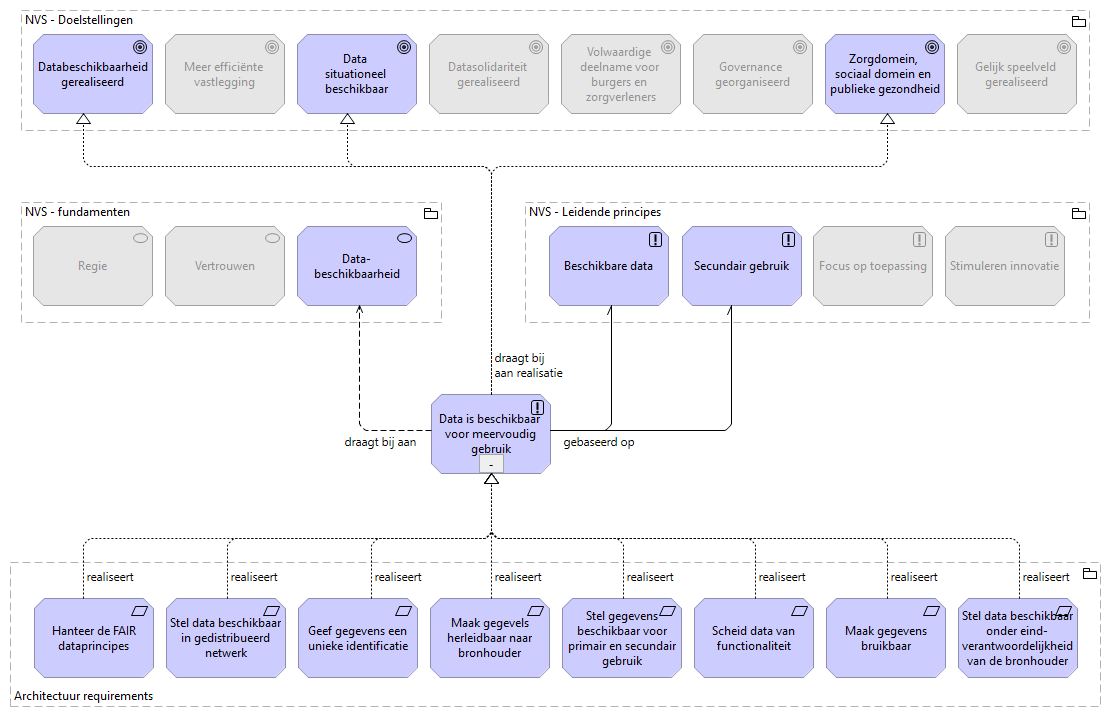 NVS - Doelstellingen
Databeschikbaarheid
gerealiseerd
Meer efficiënte
vastlegging
Data
situationeel
beschikbaar
Datasolidariteit
gerealiseerd
Volwaardige
deelname voor
burgers en
zorgverleners
Governance
georganiseerd
Zorgdomein,
sociaal domein en
publieke gezondheid
Gelijk speelveld
gerealiseerd
NVS - fundamenten
Regie
Vertrouwen
Data-
beschikbaarheid
NVS - Leidende principes
Beschikbare data
Secundair gebruik
Focus op toepassing
Stimuleren innovatie
draagt bij
aan realisatie
draagt bij aan
Data is beschikbaar
voor meervoudig
gebruik
-
gebaseerd op
realiseert
realiseert
realiseert
realiseert
realiseert
realiseert
realiseert
realiseert
Hanteer de FAIR
dataprincipes
Stel data beschikbaar
in gedistribueerd
netwerk
Geef gegevens een
unieke identificatie
Maak gegevels
herleidbaar naar
bronhouder
Stel gegevens
beschikbaar voor
primair en secundair
gebruik
Scheid data van
functionaliteit
Maak gegevens
bruikbaar
Stel data beschikbaar
onder eind-
verantwoordelijkheid
van de bronhouder
Architectuur requirements